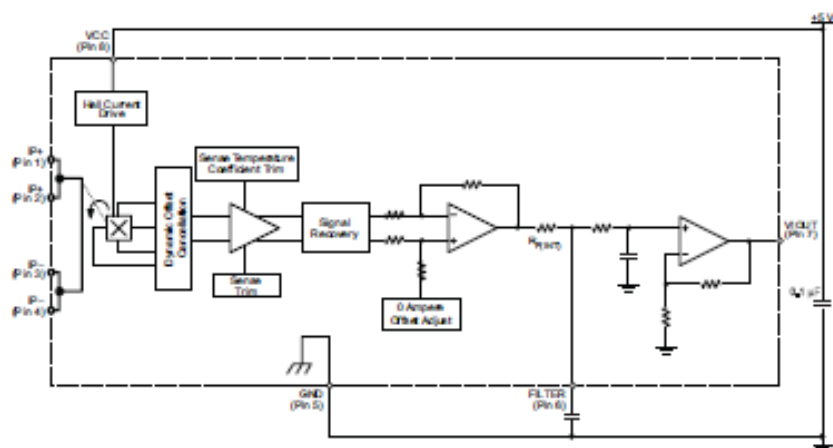 +5 V
VCC
(Pin 8)
Hall Current
Drive
IP+
(Pin 1)
IP+
(Pin 2)
IP−
(Pin 3)
IP−
(Pin 4)
Dynamic Offset
Cancellation
Sense Temperature
Coefficient Trim
Sense
Trim
Signal
Recovery
0 Ampere
Offset Adjust
RF(INT)
VIOUT
(Pin 7)
0.1 µF
GND
(Pin 5)
FILTER
(Pin 6)